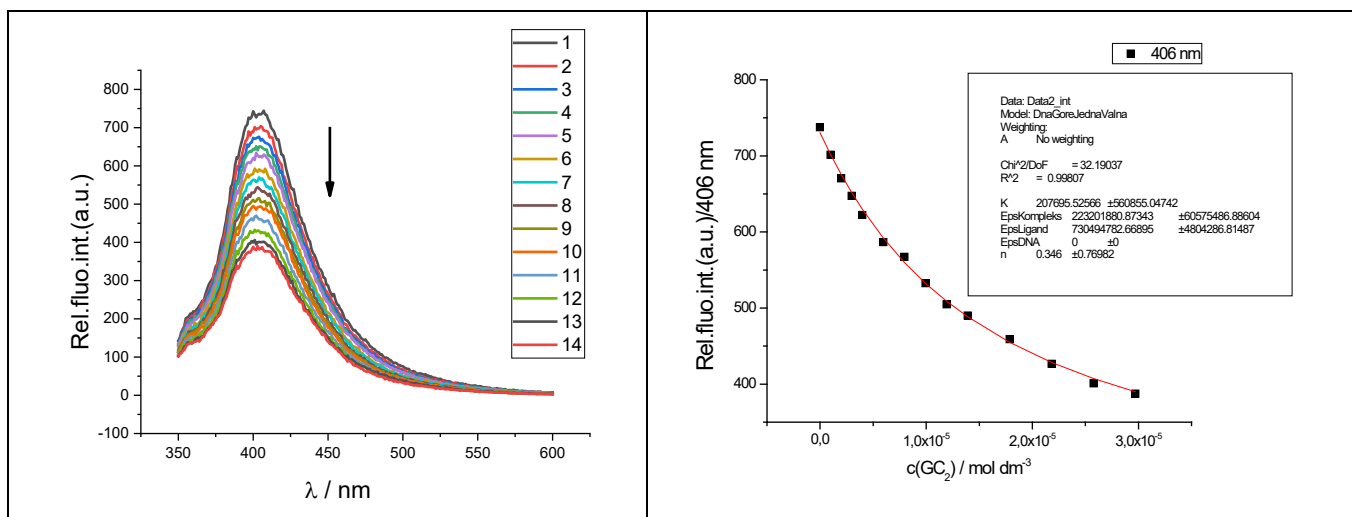 1
2
3
4
5
6
7
8
9
10
11
12
13
14
800
700
600
500
400
300
200
100
0
-100
Rel.fluo.int.(a.u.)
350 400 450 500 550 600
λ / nm
406 nm
Data: Data2_int
Model: DnaGoreJednaValna
Weighting:
A No weighting
Chi^2/DoF = 32.19037
R^2 = 0.99807
K 207695.52566 ±560855.04742
EpsKompleks 223201880.87343 ±60575486.88604
EpsLigand 730494782.66895 ±4804286.81487
EpsDNA 0 ±0
n 0.346 ±0.76982
800
700
600
500
400
Rel.fluo.int.(a.u.)/406 nm
0,0 1,0x10⁻⁵ 2,0x10⁻⁵ 3,0x10⁻⁵
c(GC₂) / mol dm⁻³